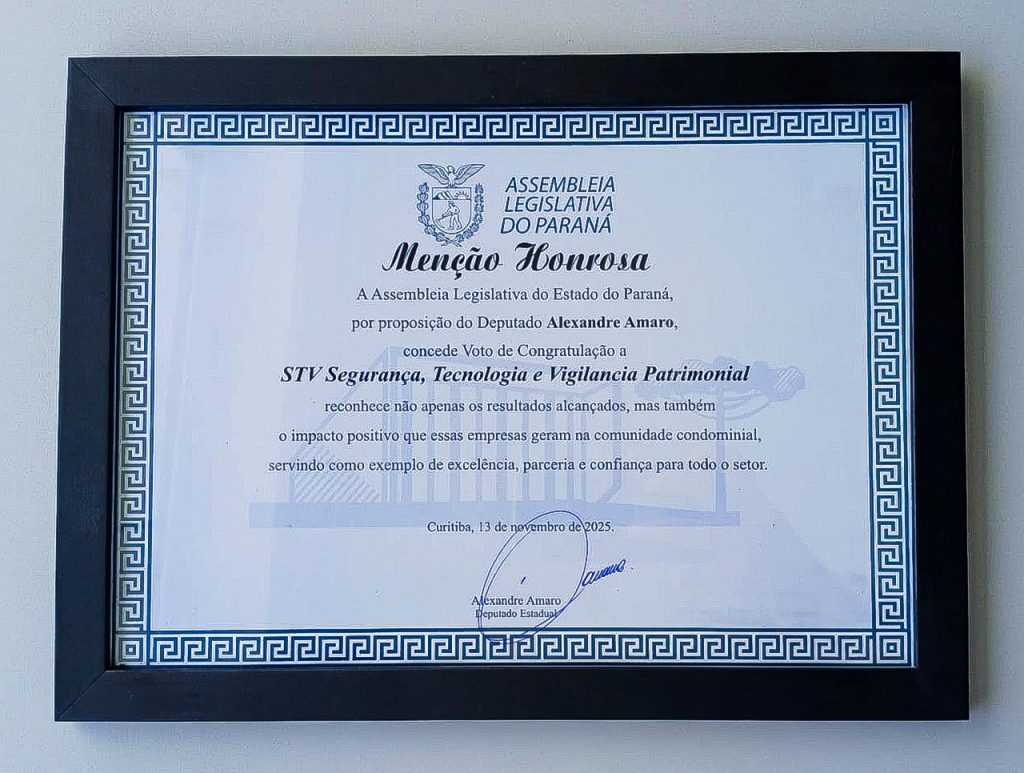 ASSEMBLEIA
LEGISLATIVA
DO PARANÁ
Menção Honrosa
A Assembleia Legislativa do Estado do Paraná,
por proposição do Deputado Alexandre Amaro,
concede Voto de Congratulação a
STV Segurança, Tecnologia e Vigilancia Patrimonial
reconhece não apenas os resultados alcançados, mas também
o impacto positivo que essas empresas geram na comunidade condominial,
servindo como exemplo de excelência, parceria e confiança para todo o setor.
Curitiba, 13 de novembro de 2025.
Alexandre Amaro
Deputado Estadual